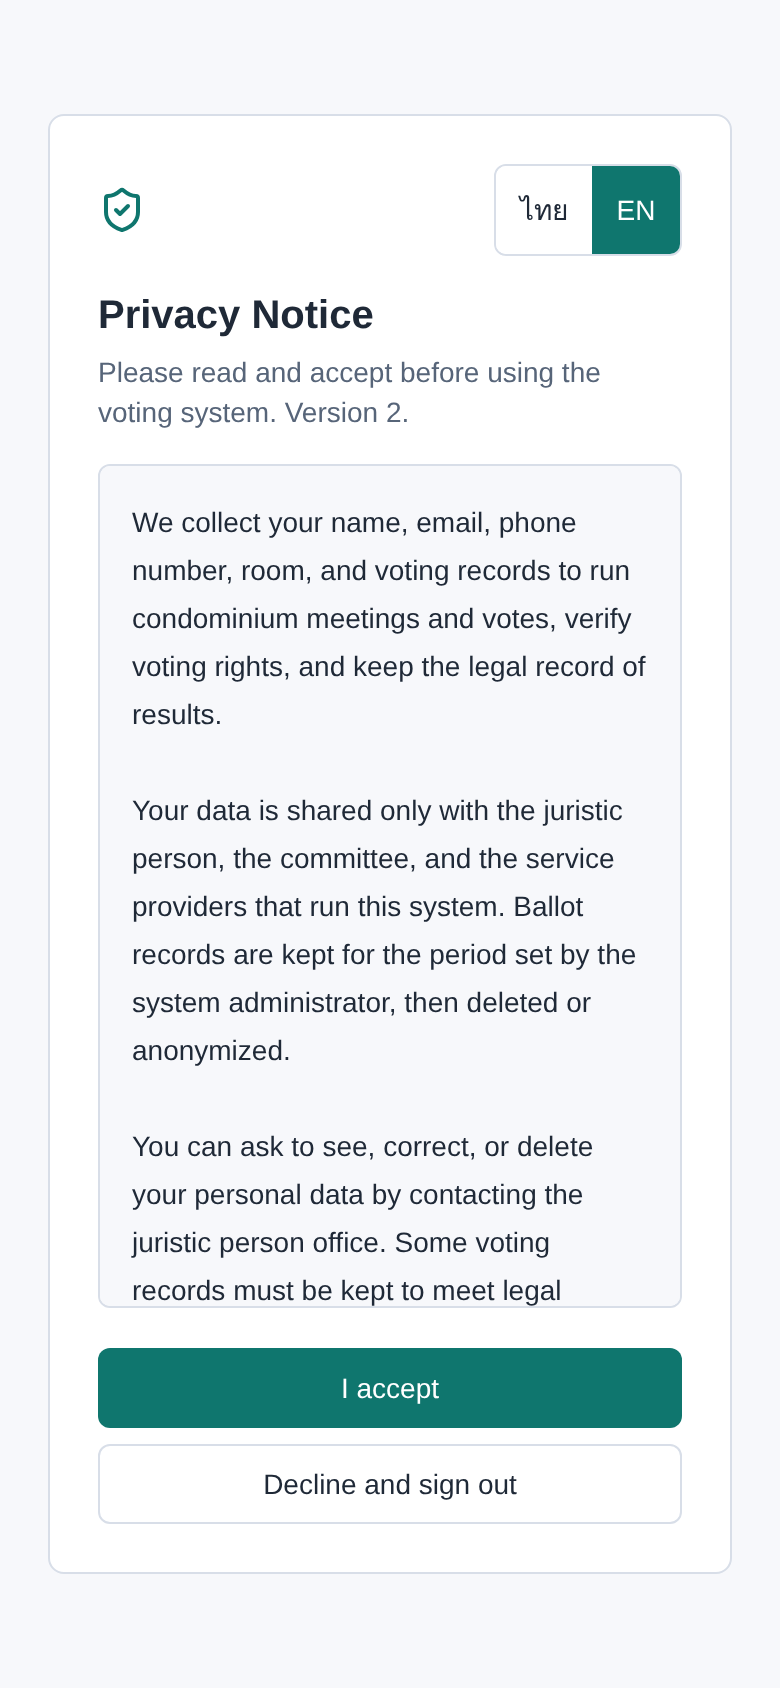 ไทย EN
Privacy Notice
Please read and accept before using the
voting system. Version 2.
We collect your name, email, phone
number, room, and voting records to run
condominium meetings and votes, verify
voting rights, and keep the legal record of
results.
Your data is shared only with the juristic
person, the committee, and the service
providers that run this system. Ballot
records are kept for the period set by the
system administrator, then deleted or
anonymized.
You can ask to see, correct, or delete
your personal data by contacting the
juristic person office. Some voting
records must be kept to meet legal
I accept
Decline and sign out